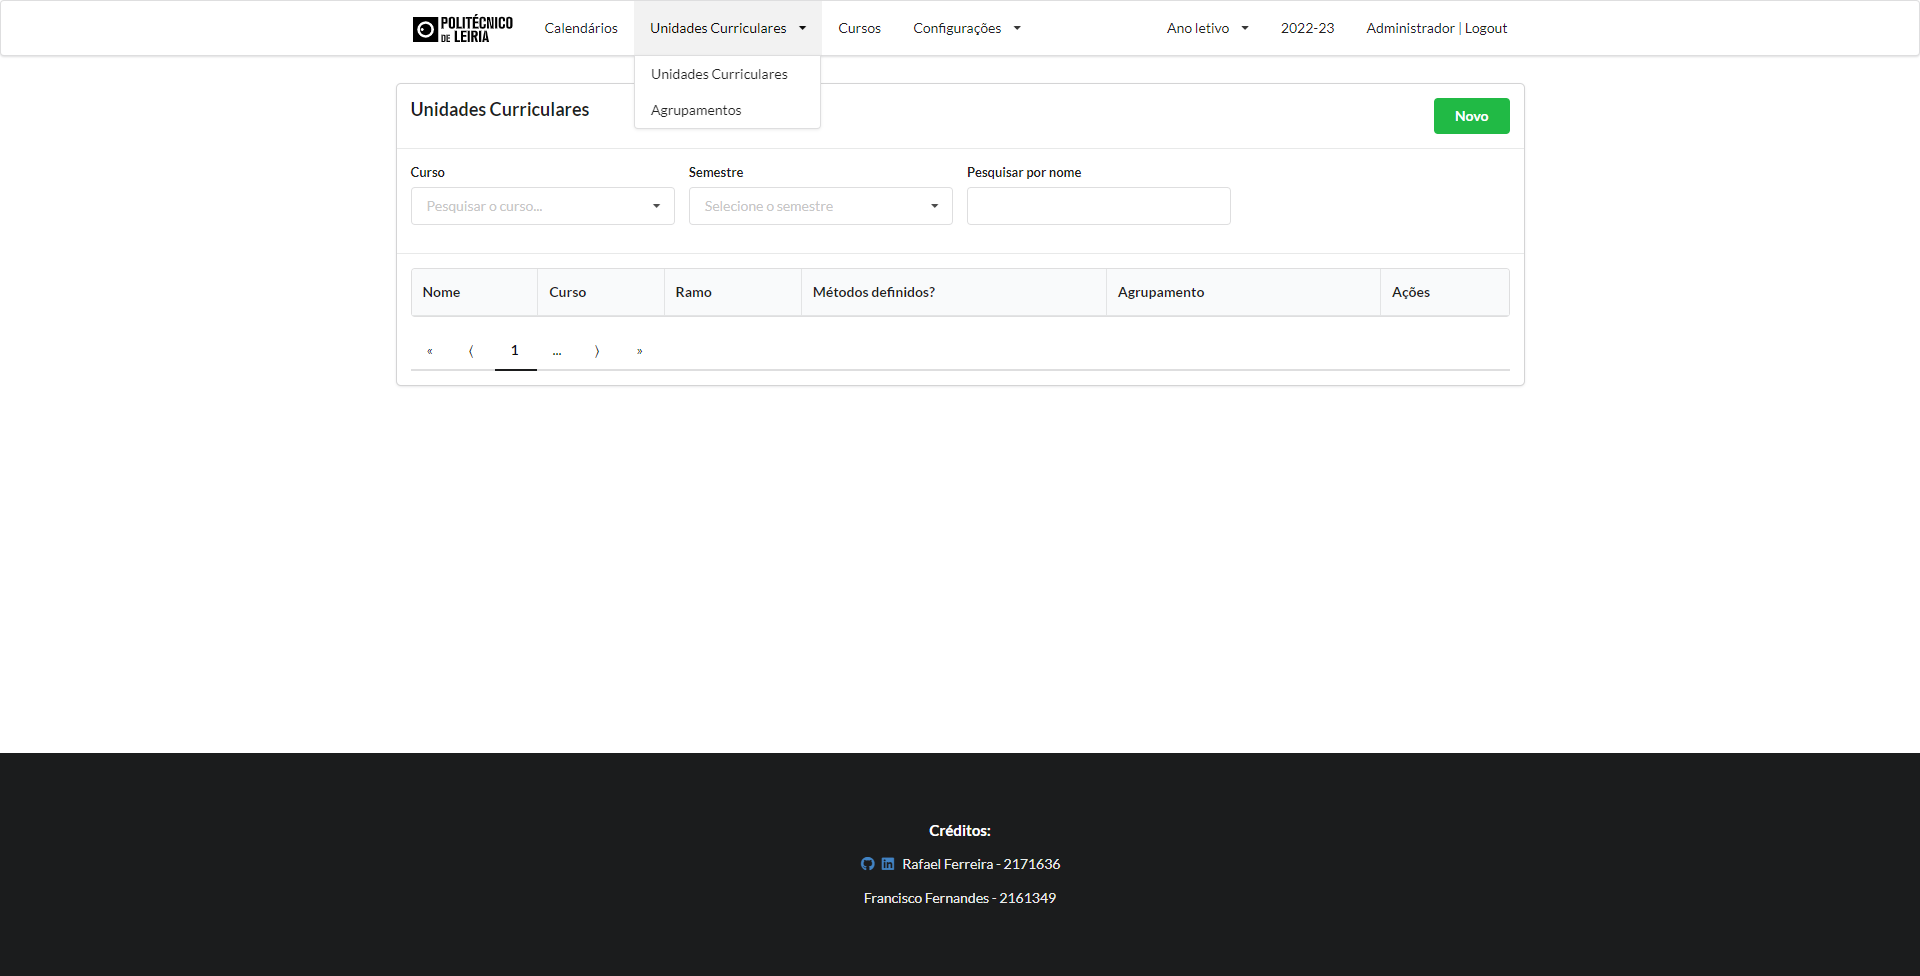 POLITÉCNICO
DE LEIRIA
Calendários Unidades Curriculares Cursos Configurações Ano letivo 2022-23 Administrador | Logout
Unidades Curriculares
Agrupamentos
Unidades Curriculares
Novo
Curso Semestre Pesquisar por nome
Pesquisar o curso... Selecione o semestre
Nome Curso Ramo Métodos definidos? Agrupamento Ações
« ⟨ 1 ... ⟩ »
Créditos:
Rafael Ferreira - 2171636
Francisco Fernandes - 2161349